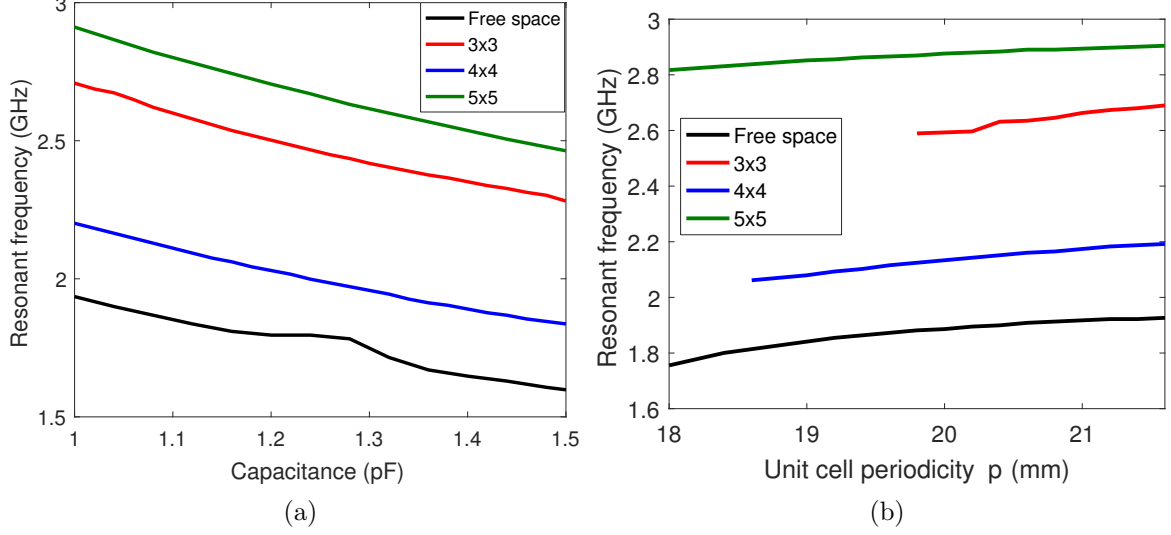 3
2.5
2
1.5
Resonant frequency (GHz)
Free space
3x3
4x4
5x5
1
1.1
1.2
1.3
1.4
1.5
Capacitance (pF)
(a)
3
2.8
2.6
2.4
2.2
2
1.8
1.6
Resonant frequency (GHz)
Free space
3x3
4x4
5x5
18
19
20
21
Unit cell periodicity p (mm)
(b)